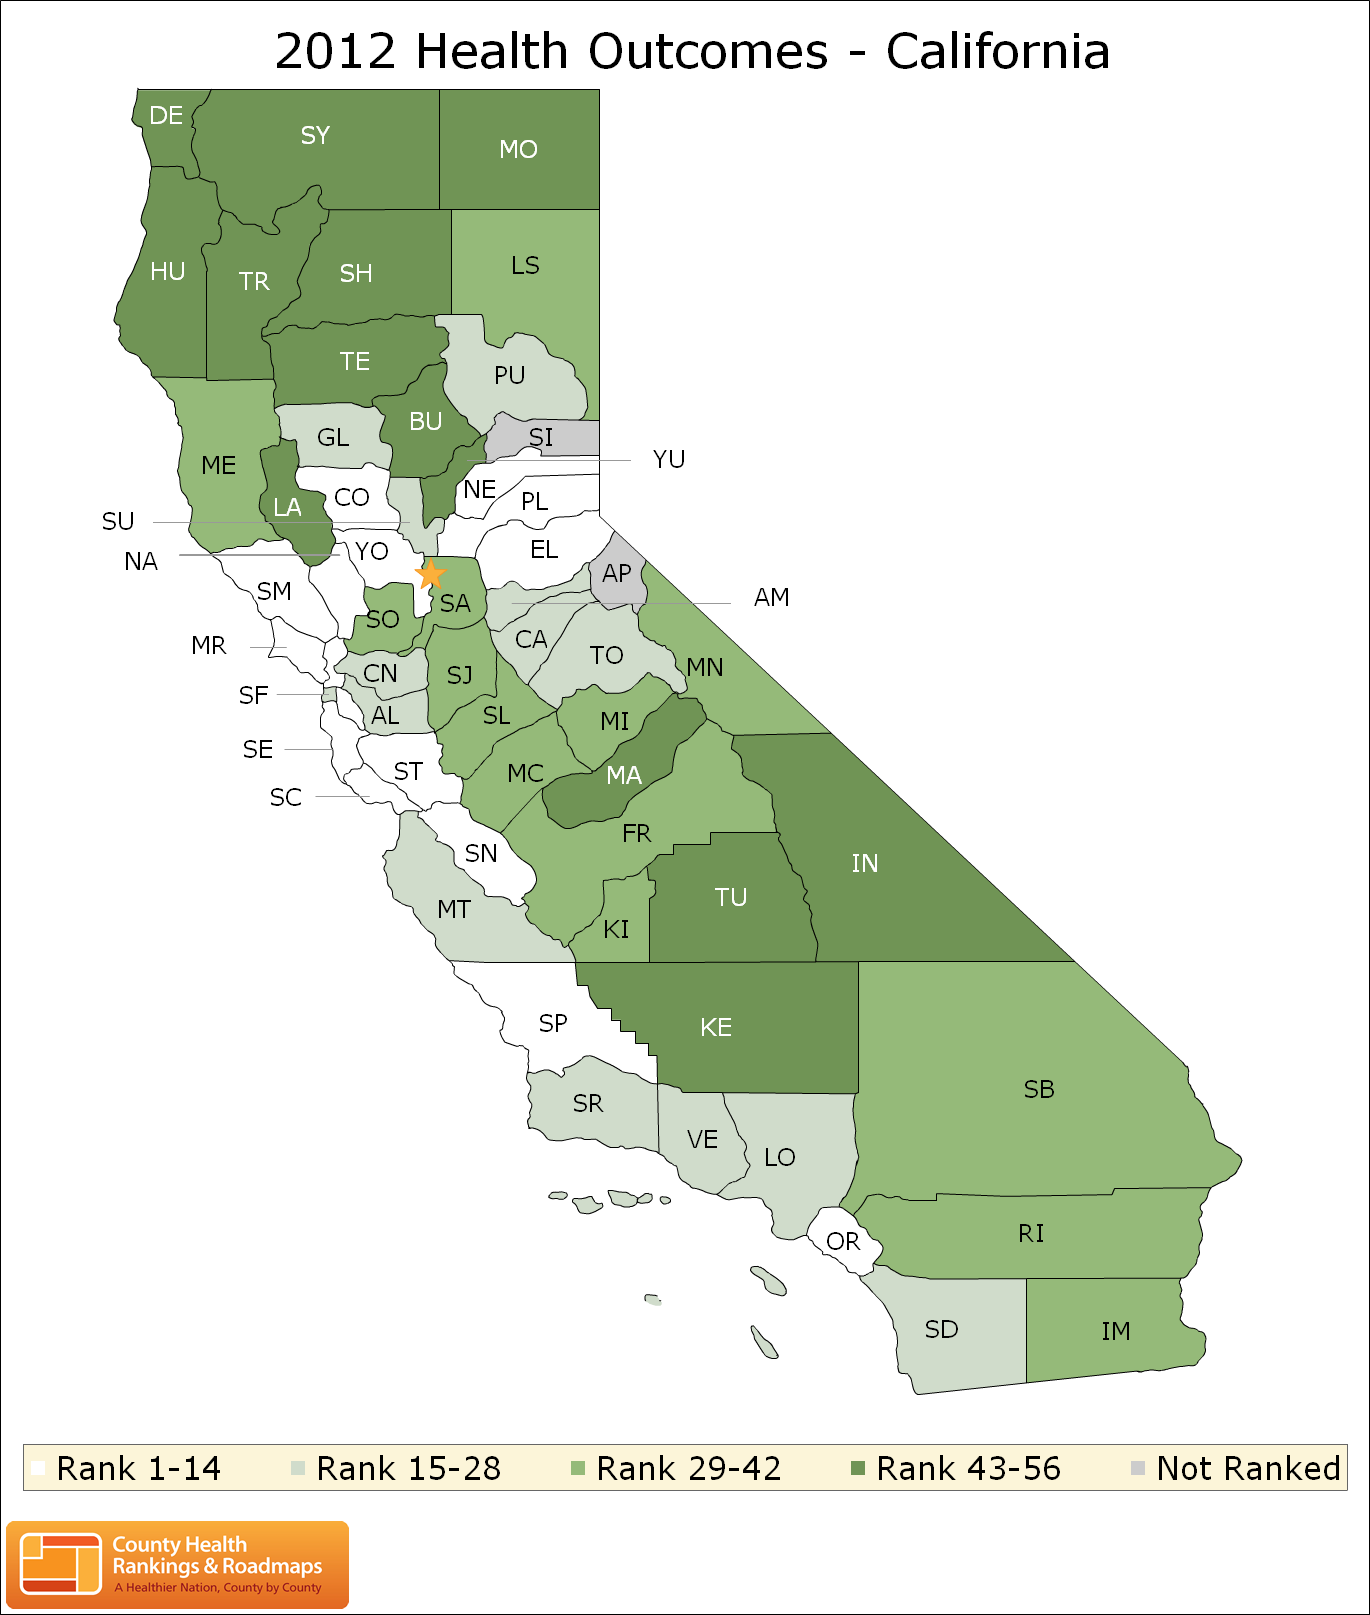 2012 Health Outcomes - California
DE
SY
MO
HU
TR
SH
LS
TE
PU
BU
GL
SI
ME
YU
NE
CO
PL
LA
SU
YO
EL
NA
AP
SM
AM
SA
SO
CA
MR
TO
MN
CN
SJ
SF
AL
SL
MI
SE
ST
MC
MA
SC
FR
SN
IN
TU
MT
KI
SP
KE
SB
SR
VE
LO
RI
OR
SD
IM
Rank 1-14 Rank 15-28 Rank 29-42 Rank 43-56 Not Ranked
County Health
Rankings & Roadmaps
A Healthier Nation, County by County